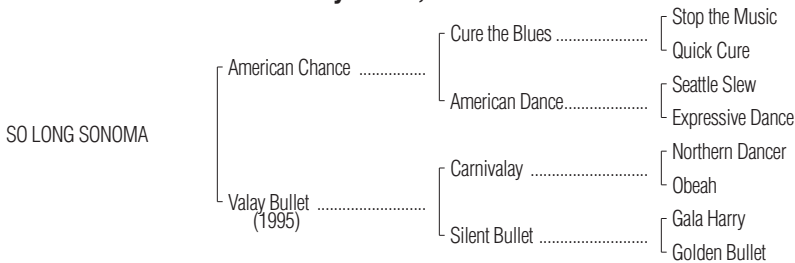 Stop the Music
Cure the Blues ....................
Quick Cure
American Chance ...............
Seattle Slew
American Dance..................
Expressive Dance
SO LONG SONOMA
Northern Dancer
Carnivalay .........................
Obeah
Valay Bullet ........................
(1995)
Gala Harry
Silent Bullet ........................
Golden Bullet